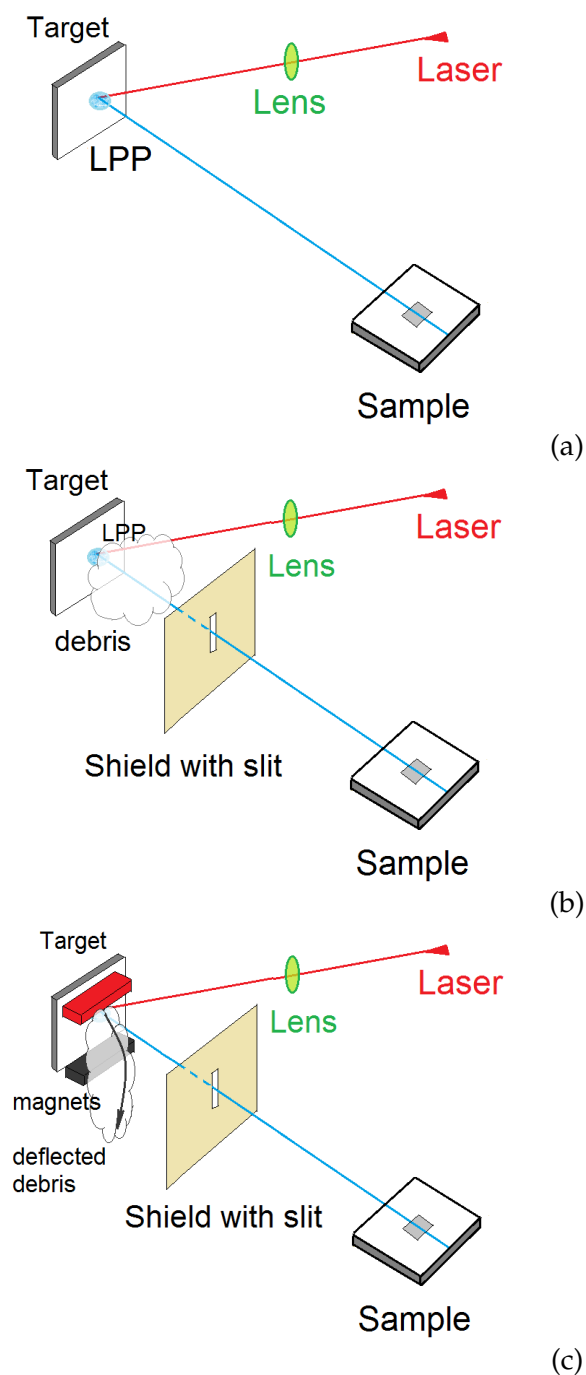 Target
Laser
Lens
LPP
Sample
(a)
Target
LPP
Laser
Lens
debris
Shield with slit
Sample
(b)
Target
Laser
Lens
magnets
deflected
debris
Shield with slit
Sample
(c)